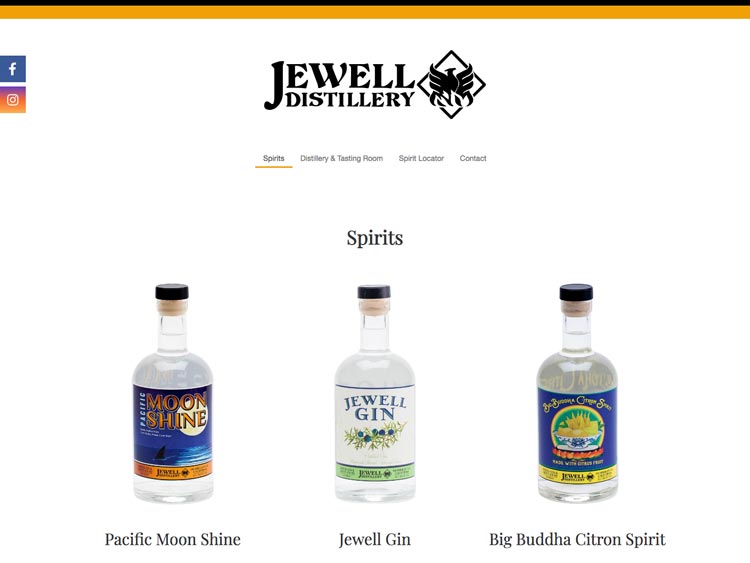 JEWELL
DISTILLERY
Spirits
Distillery & Tasting Room
Spirit Locator
Contact
Spirits
PACIFIC
MOON
SHINE
JEWELL
DISTILLERY
JEWELL
GIN
JEWELL
DISTILLERY
BIG BUDDHA CITRON SPIRIT
MADE WITH CITRUS FRUIT
JEWELL
DISTILLERY
Pacific Moon Shine
Jewell Gin
Big Buddha Citron Spirit